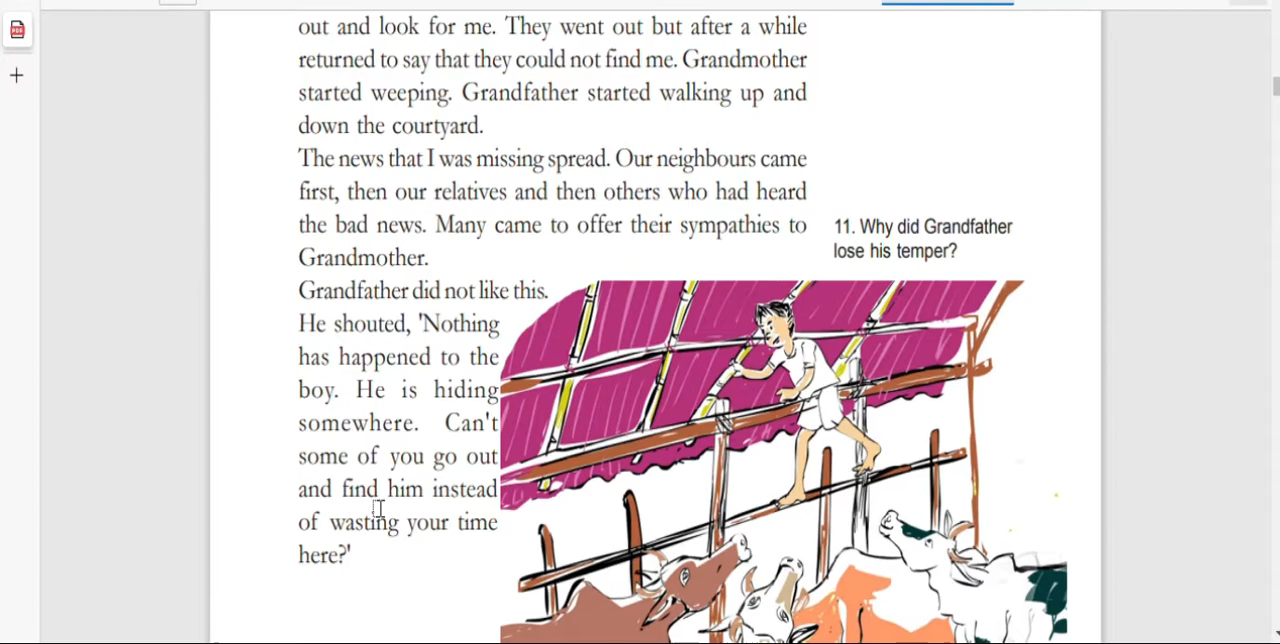 out and look for me. They went out but after a while
returned to say that they could not find me. Grandmother
started weeping. Grandfather started walking up and
down the courtyard.
The news that I was missing spread. Our neighbours came
first, then our relatives and then others who had heard
the bad news. Many came to offer their sympathies to
Grandmother.
Grandfather did not like this.
He shouted, 'Nothing
has happened to the
boy. He is hiding
somewhere. Can't
some of you go out
and find him instead
of wasting your time
here?'
11. Why did Grandfather
lose his temper?
PDF